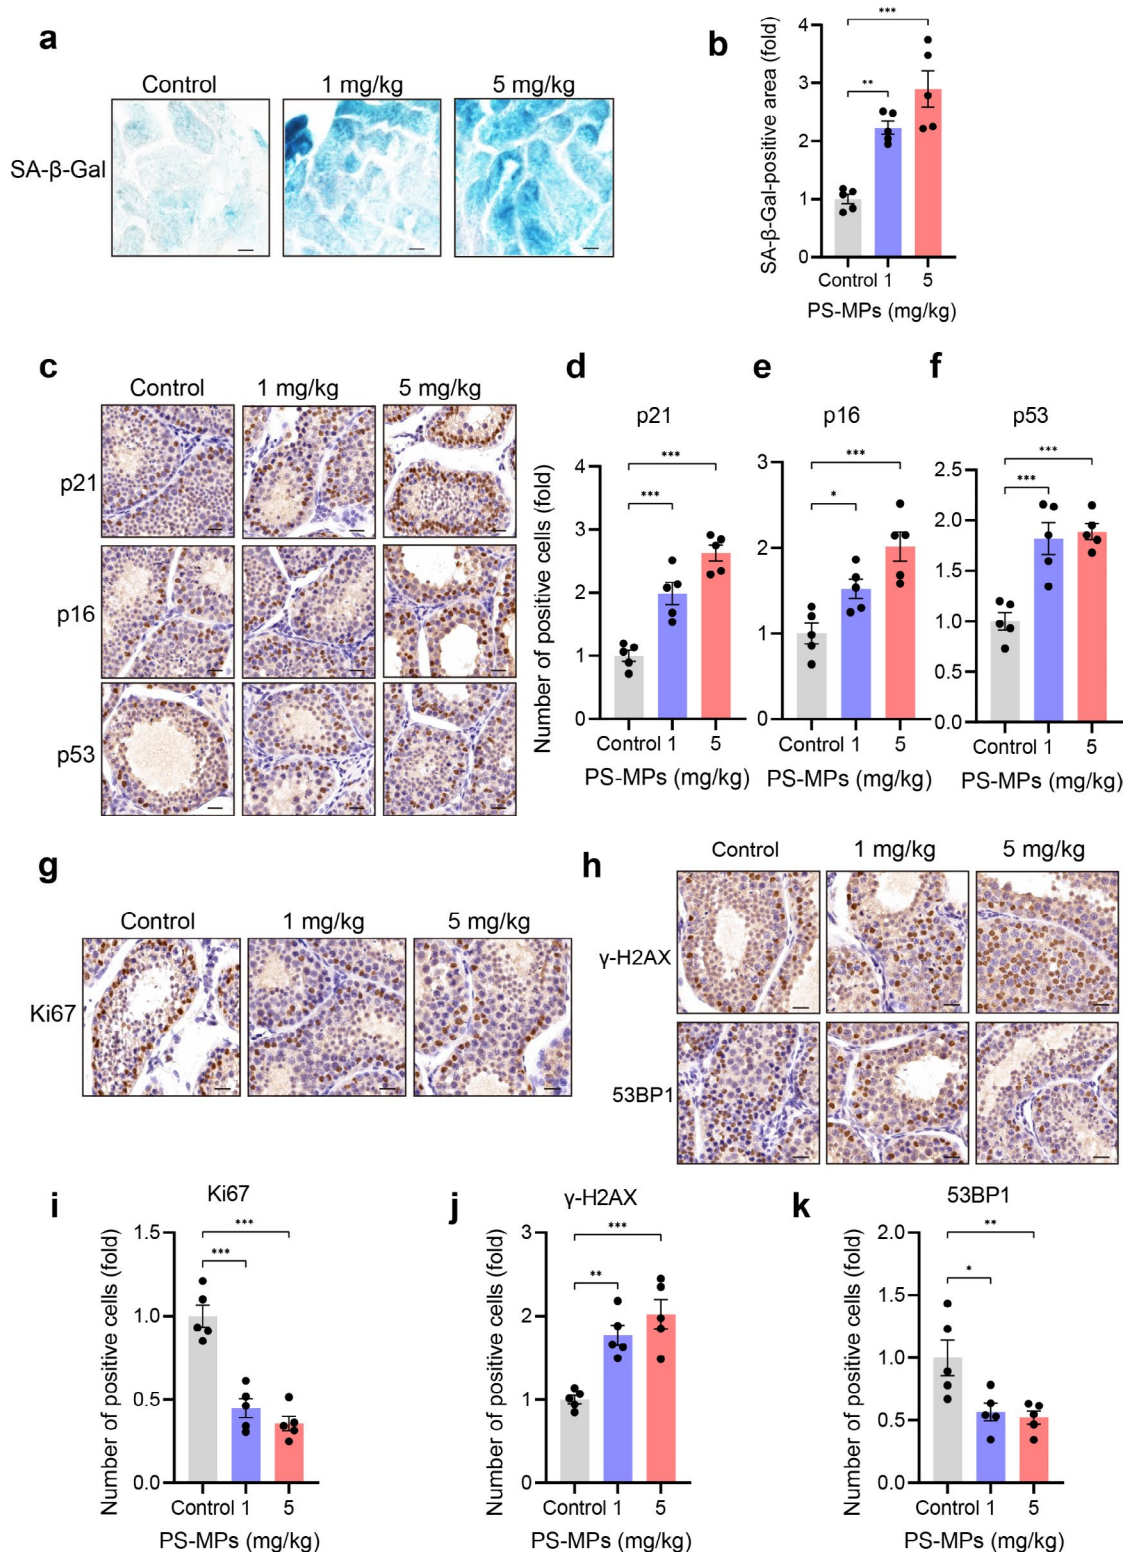 a
Control 1 mg/kg 5 mg/kg
SA-β-Gal
b
SA-β-Gal-positive area (fold)
4
3
2
1
0
***
**
Control 1 5
PS-MPs (mg/kg)
c
Control 1 mg/kg 5 mg/kg
p21
p16
p53
d
p21
Number of positive cells (fold)
4
3
2
1
0
***
***
Control 1 5
PS-MPs (mg/kg)
e
p16
3
2
1
0
***
*
Control 1 5
PS-MPs (mg/kg)
f
p53
2.5
2.0
1.5
1.0
0.5
0.0
***
***
Control 1 5
PS-MPs (mg/kg)
g
Control 1 mg/kg 5 mg/kg
Ki67
h
Control 1 mg/kg 5 mg/kg
γ-H2AX
53BP1
i
Ki67
Number of positive cells (fold)
1.5
1.0
0.5
0.0
***
***
Control 1 5
PS-MPs (mg/kg)
j
γ-H2AX
Number of positive cells (fold)
3
2
1
0
***
**
Control 1 5
PS-MPs (mg/kg)
k
53BP1
Number of positive cells (fold)
2.0
1.5
1.0
0.5
0.0
**
*
Control 1 5
PS-MPs (mg/kg)